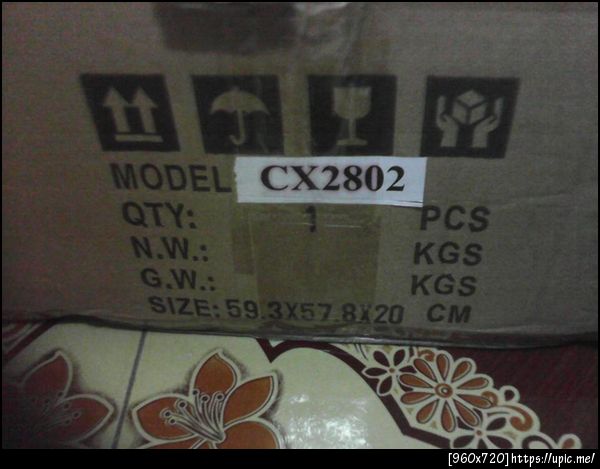 MODEL CX2802
QTY: 1 PCS
N.W.: KGS
G.W.: KGS
SIZE: 59.3X57.8X20 CM
[960x720]https://upic.me/